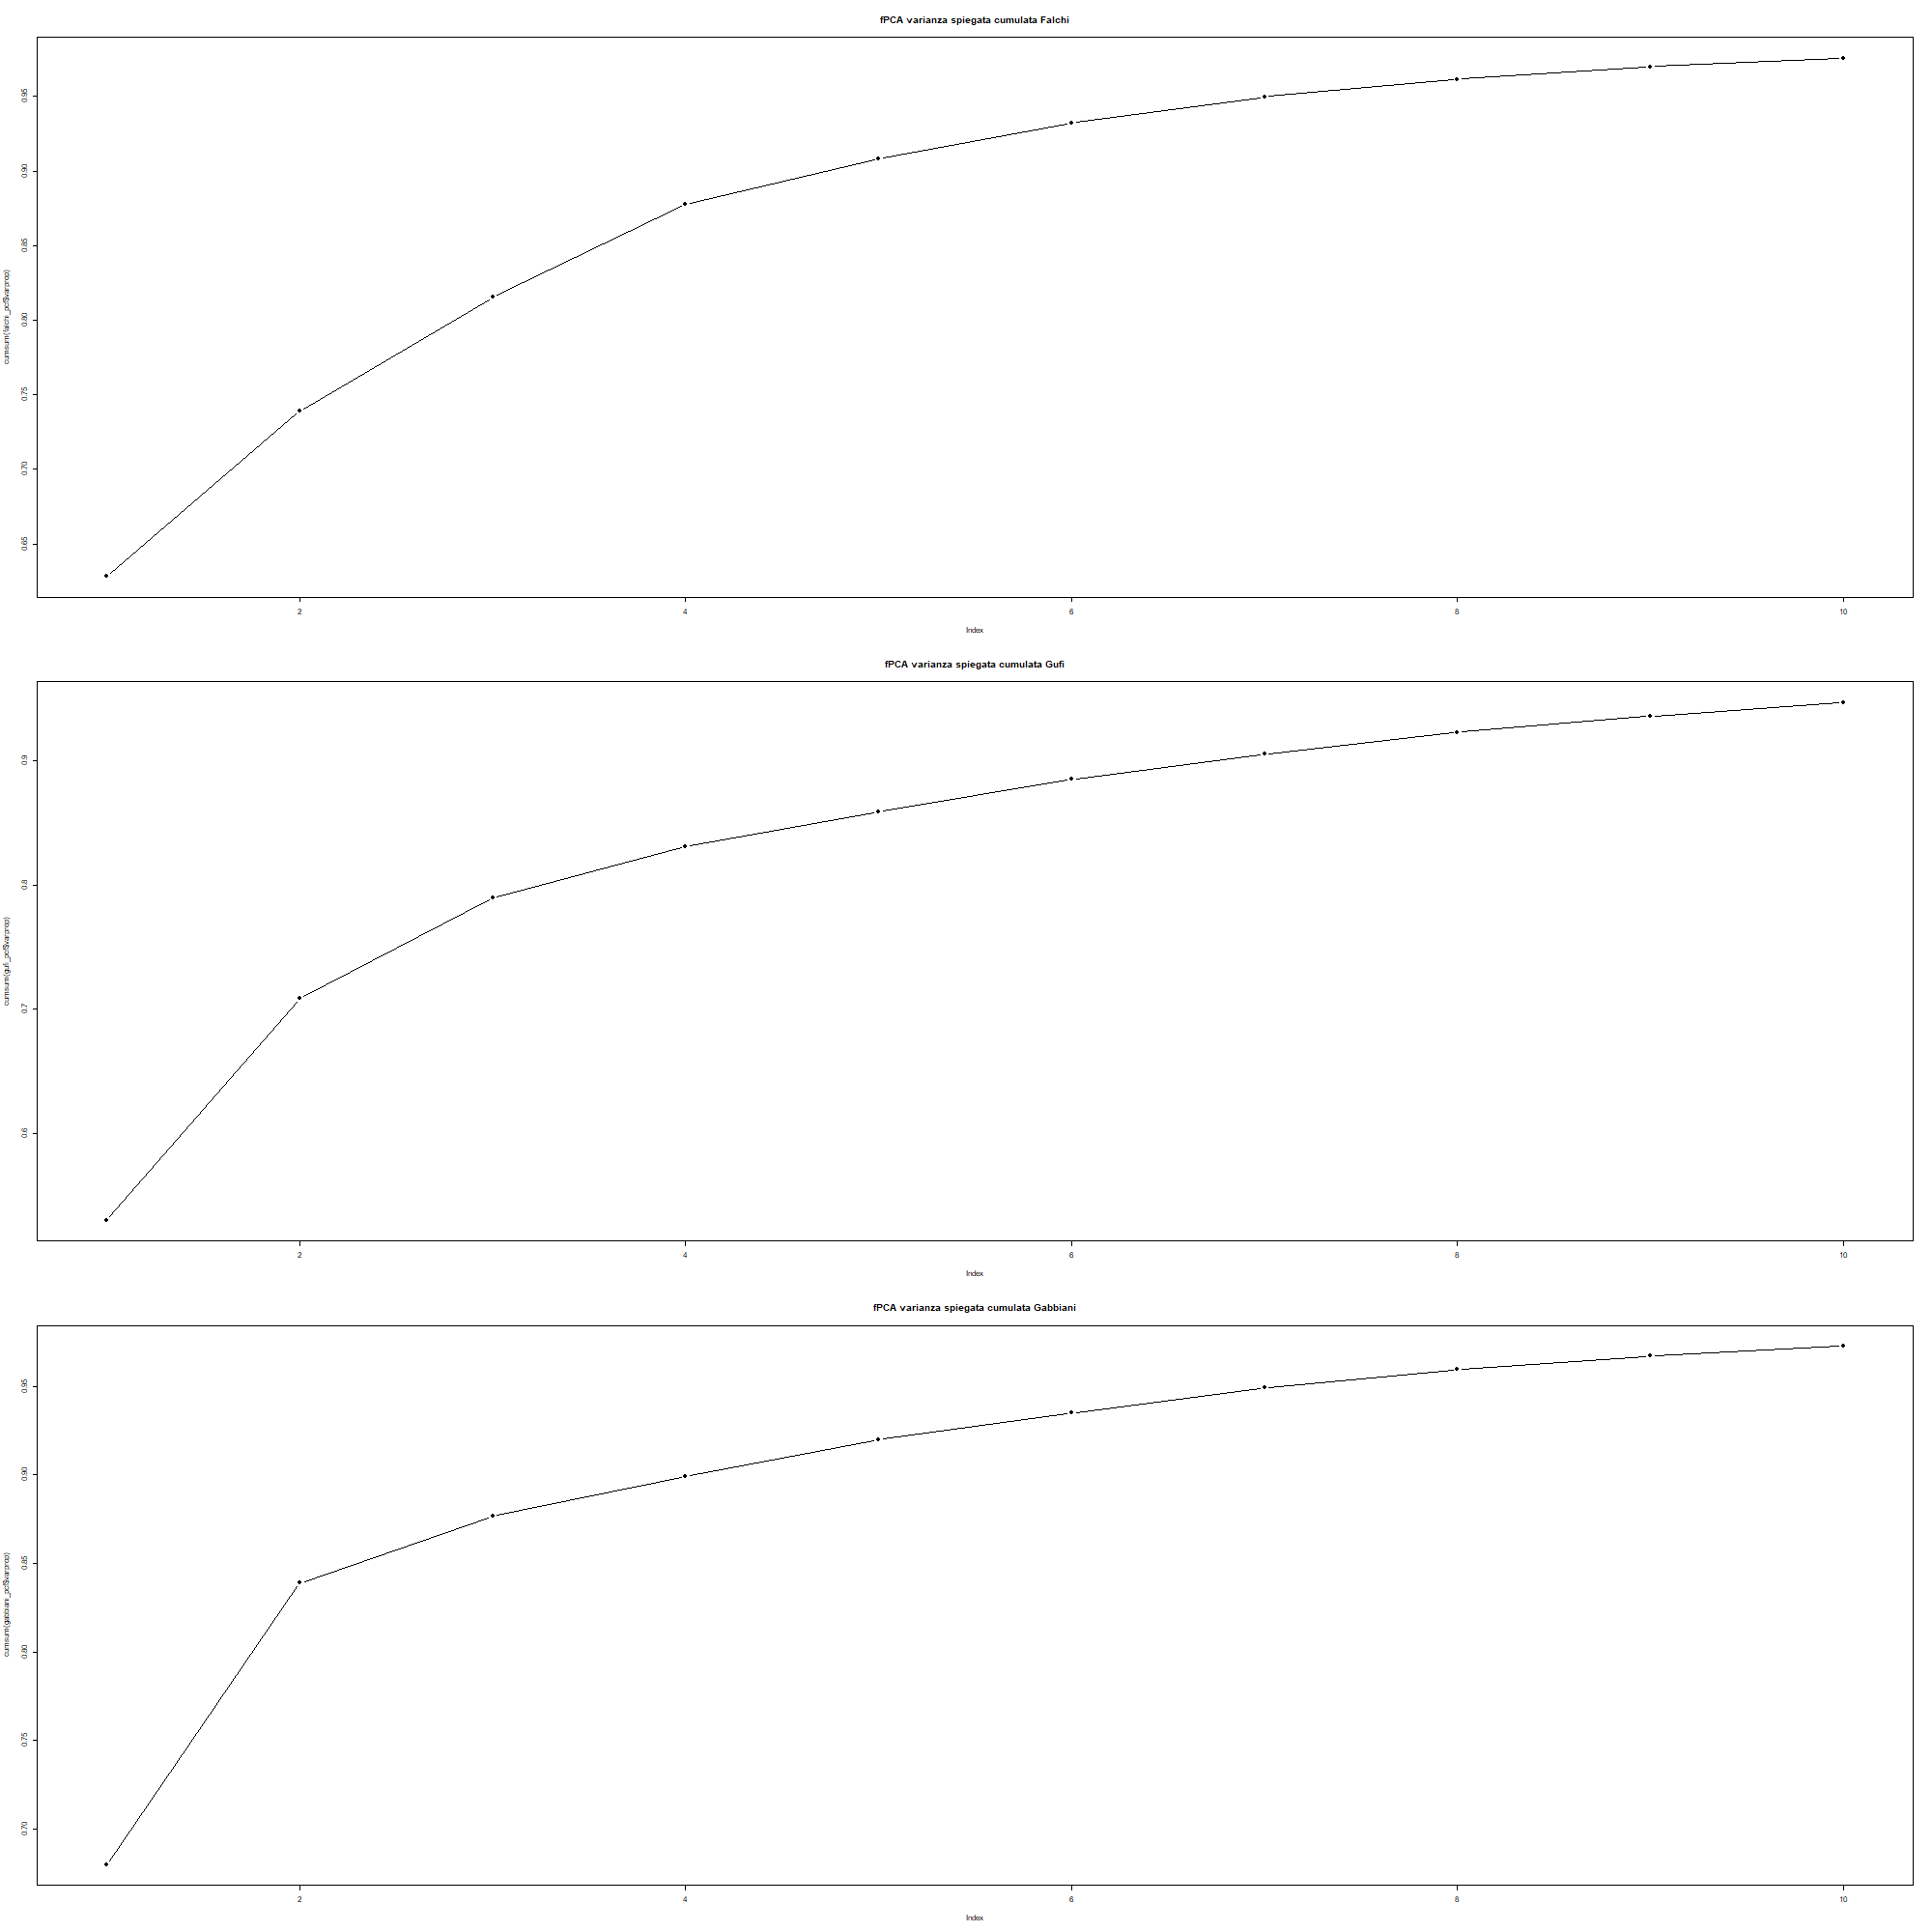 fPCA varianza spiegata cumulata Falchi
cumsum(falchi_pcf$varprop)
0.95
0.90
0.85
0.80
0.75
0.70
0.65
2 4 6 8 10
Index
fPCA varianza spiegata cumulata Gufi
cumsum(gufi_pcf$varprop)
0.9
0.8
0.7
0.6
2 4 6 8 10
Index
fPCA varianza spiegata cumulata Gabbiani
cumsum(gabbiani_pcf$varprop)
0.95
0.90
0.85
0.80
0.75
0.70
2 4 6 8 10
Index